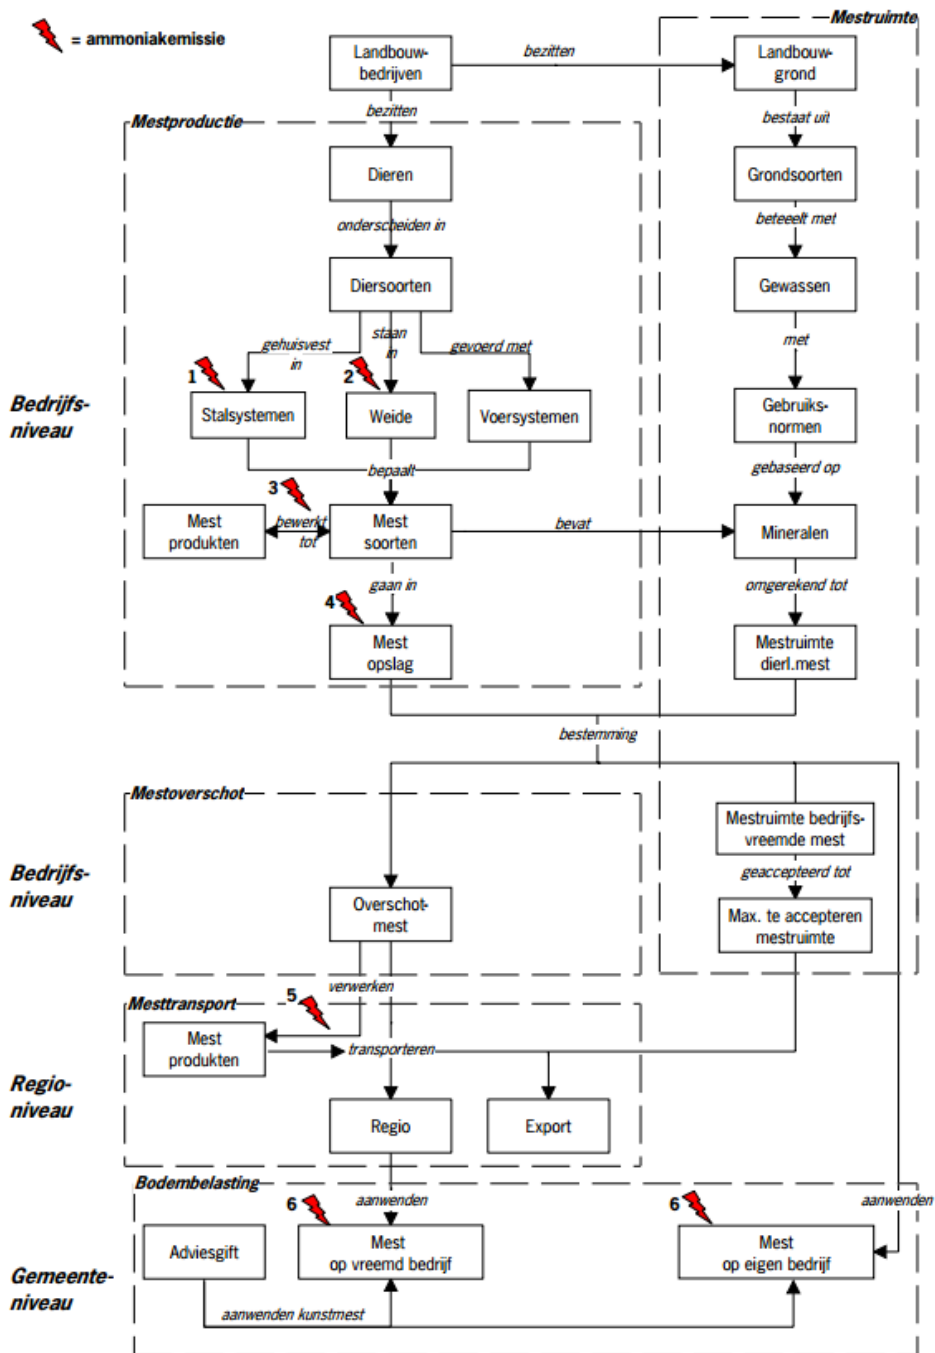 Mestruimte
= ammoniakemissie
Landbouw-
bedrijven
bezitten
Landbouw-
grond
bezitten
Mestproductie
bestaat uit
Dieren
Grondsoorten
onderscheiden in
beteelt met
Diersoorten
Gewassen
gehuisvest
in
staan
in
gevoerd met
met
1
2
Bedrijfs-
niveau
Stalsystemen
Weide
Voersystemen
Gebruiks-
normen
bepaalt
gebaseerd op
3
Mest
produkten
bewerkt
tot
Mest
soorten
bevat
Mineralen
gaan in
omgerekend tot
4
Mest
opslag
Mestruimte
dierl.mest
bestemming
Mestoverschot
Mestruimte bedrijfs-
vreemde mest
Bedrijfs-
niveau
geaccepteerd tot
Overschot-
mest
Max. te accepteren
mestruimte
verwerken
5
Mesttransport
Mest
produkten
transporteren
Regio-
niveau
Regio
Export
Bodembelasting
6
aanwenden
6
aanwenden
Adviesgift
Mest
op vreemd bedrijf
Mest
op eigen bedrijf
Gemeente-
niveau
aanwenden kunstmest